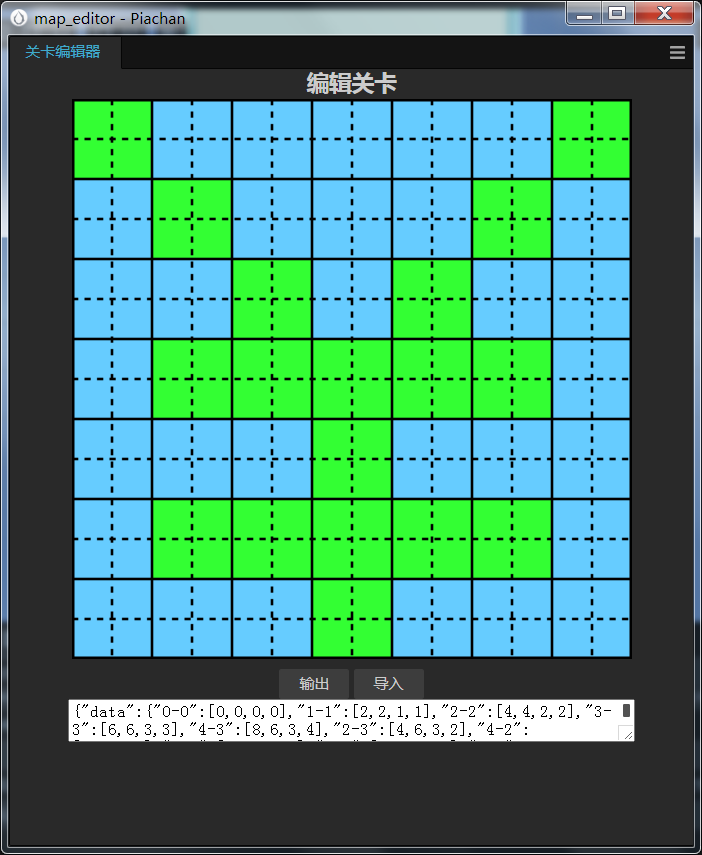 map_editor - Piachan
关卡编辑器
编辑关卡
输出 导入
{"data":{"0-0":[0,0,0,0],"1-1":[2,2,1,1],"2-2":[4,4,2,2],"3-
3":[6,6,3,3],"4-3":[8,6,3,4],"2-3":[4,6,3,2],"4-2":